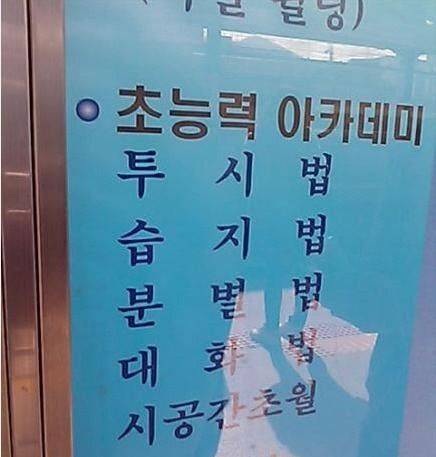 • 초능력 아카데미
투 시 법
습 지 법
분 별 법
대 화 법
시공간초월